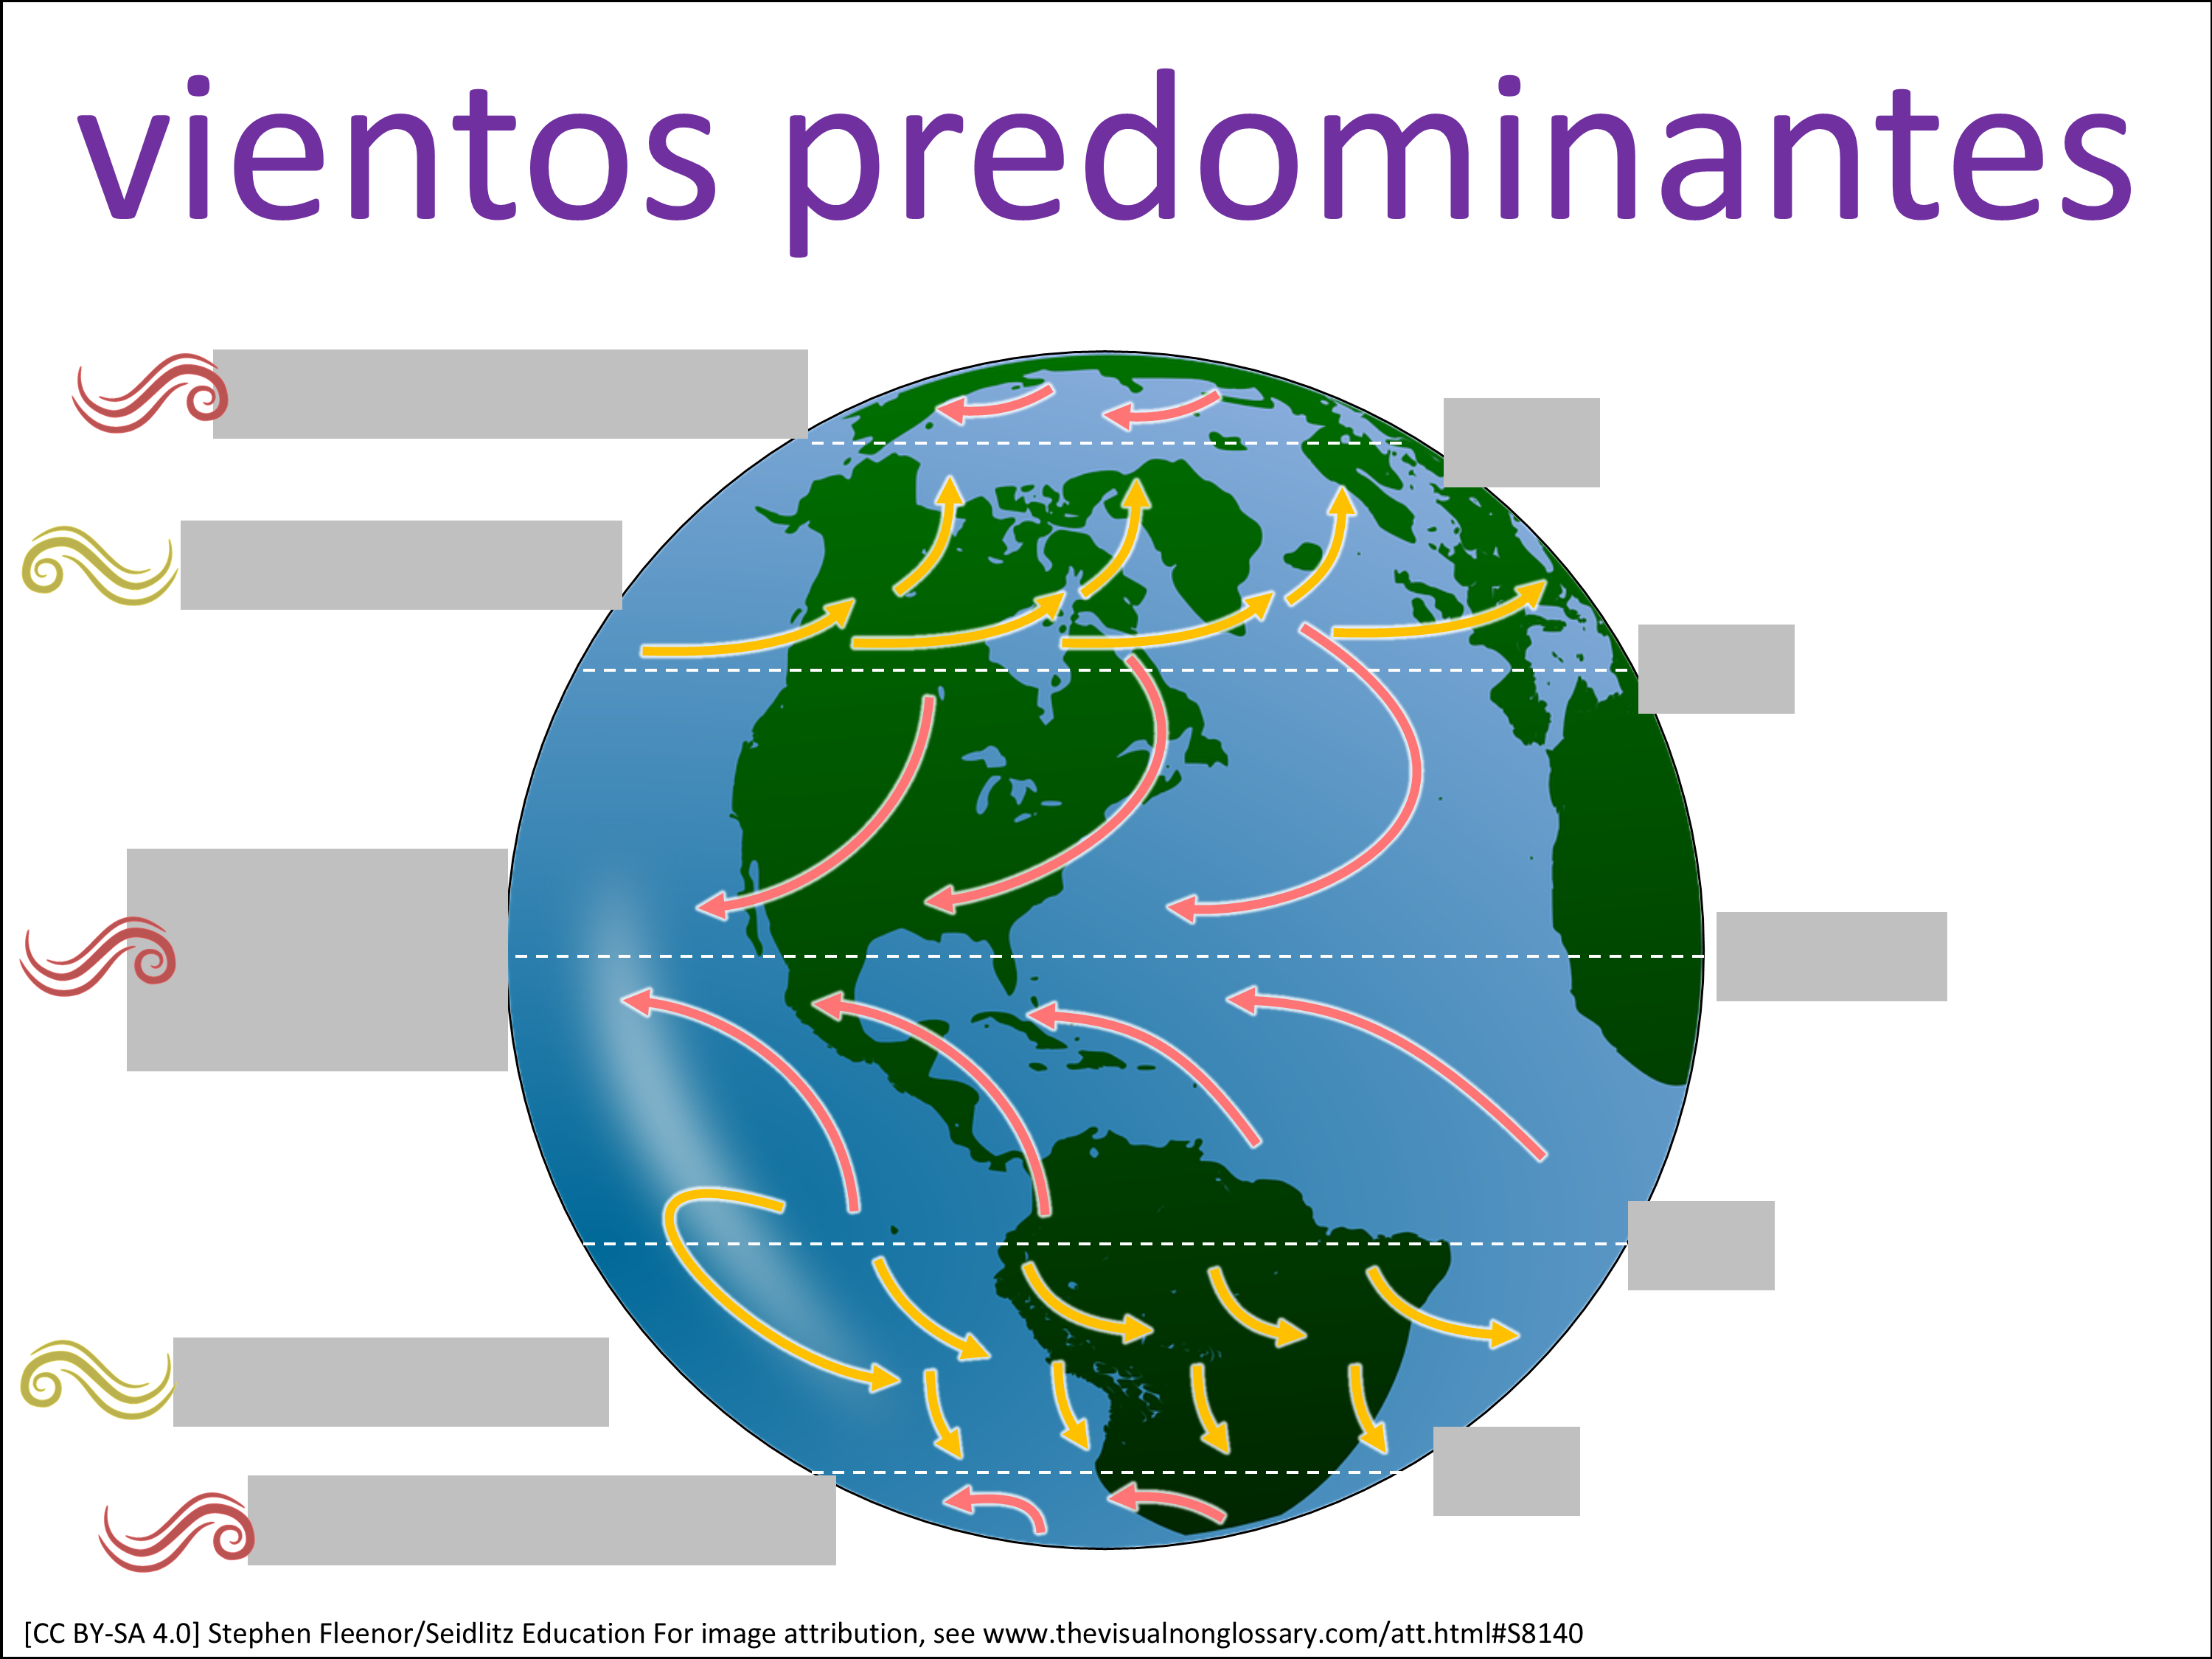 vientos predominantes
[CC BY-SA 4.0] Stephen Fleenor/Seidlitz Education For image attribution, see www.thevisualnonglossary.com/att.html#S8140